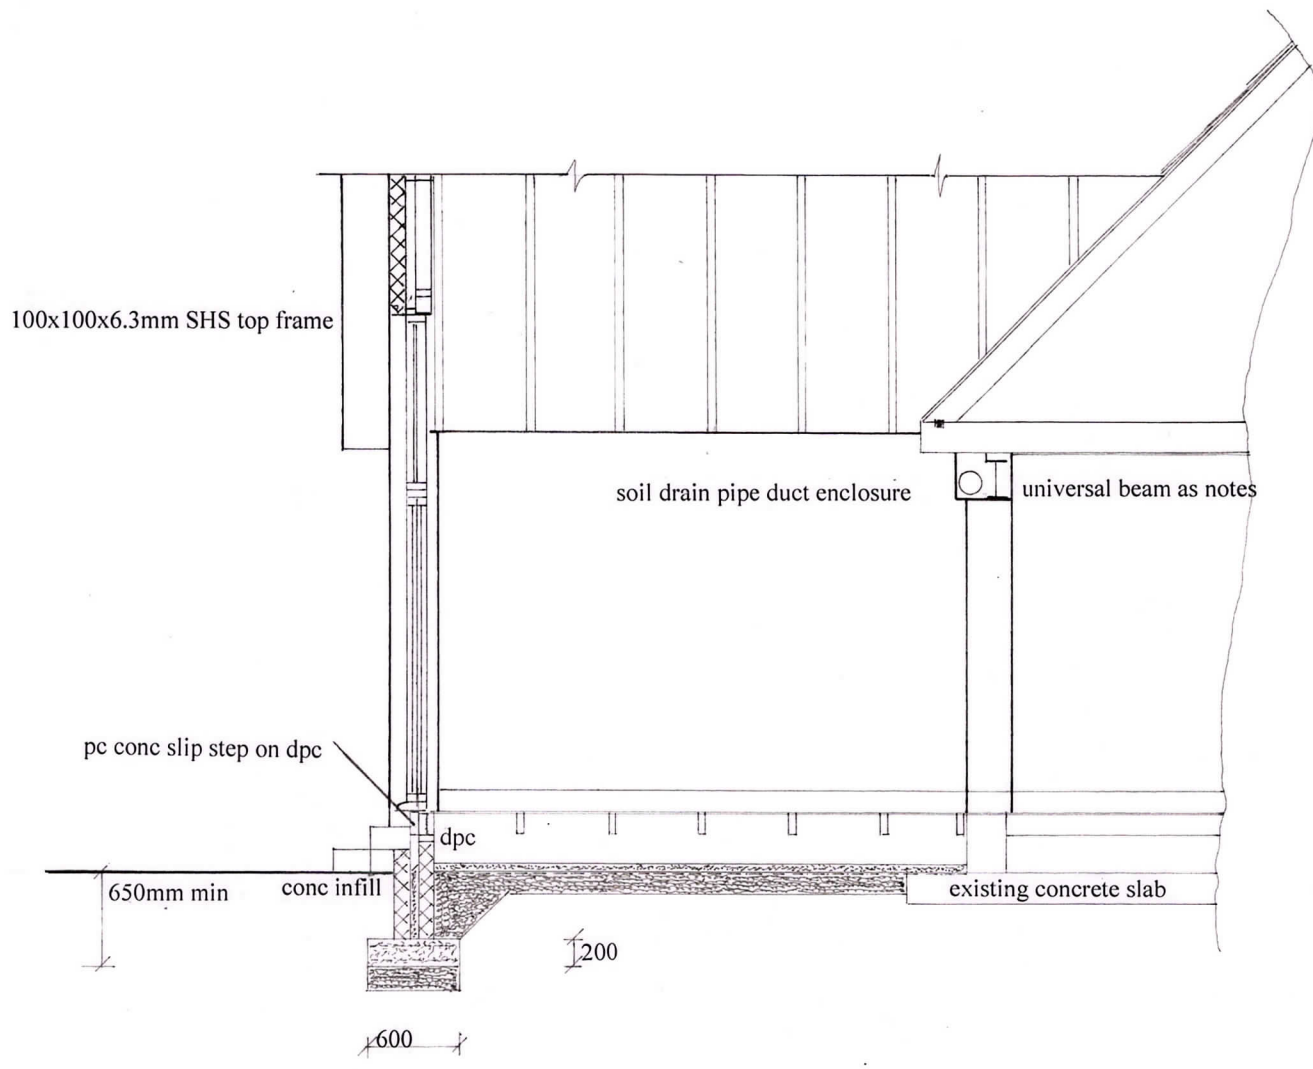 100x100x6.3mm SHS top frame
soil drain pipe duct enclosure
universal beam as notes
pc conc slip step on dpc
dpc
650mm min
conc infill
existing concrete slab
200
600